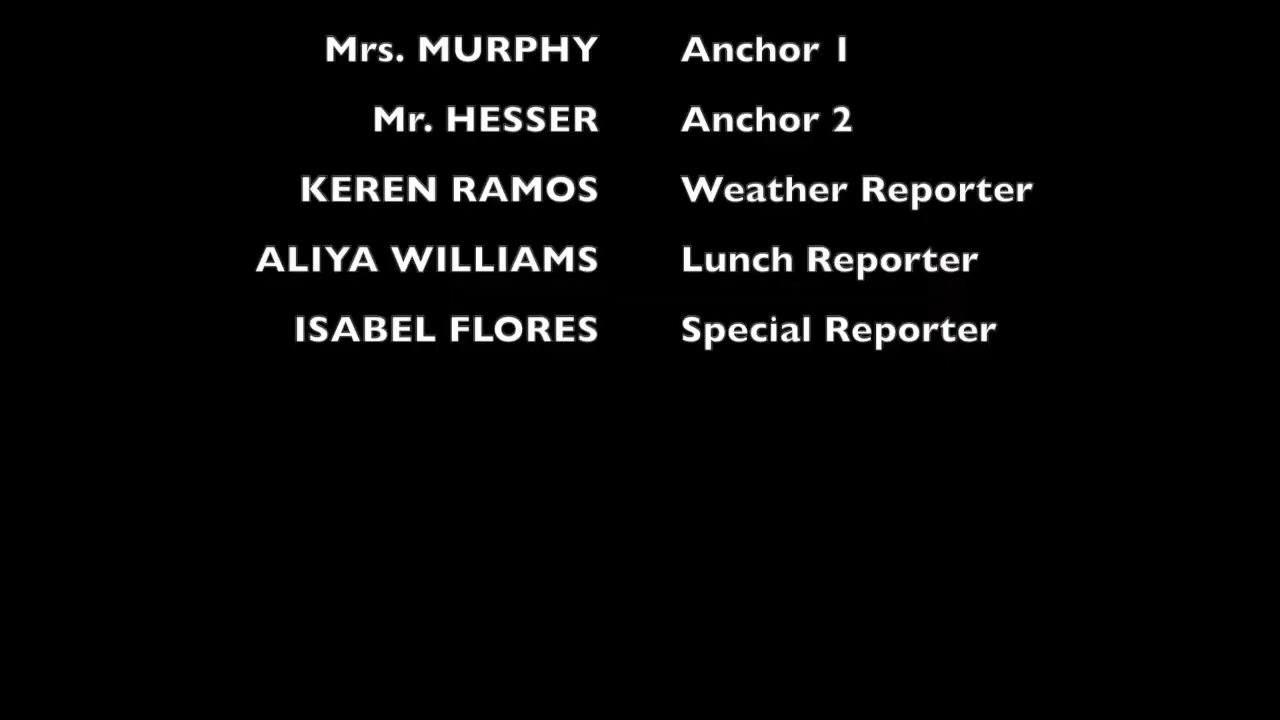 Mrs. MURPHY Anchor 1
Mr. HESSER Anchor 2
KEREN RAMOS Weather Reporter
ALIYA WILLIAMS Lunch Reporter
ISABEL FLORES Special Reporter